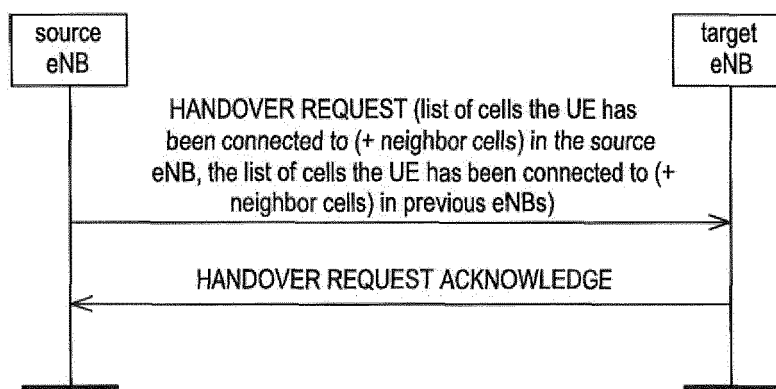 source
eNB
target
eNB
HANDOVER REQUEST (list of cells the UE has
been connected to (+ neighbor cells) in the source
eNB, the list of cells the UE has been connected to (+
neighbor cells) in previous eNBs)
HANDOVER REQUEST ACKNOWLEDGE